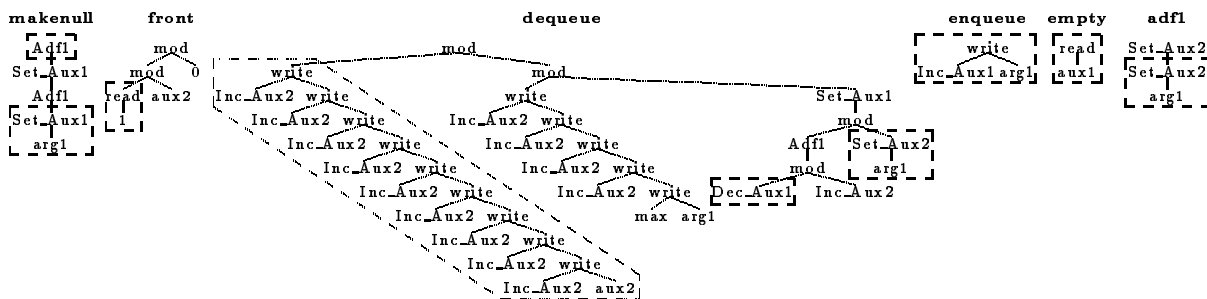 makenull front dequeue enqueue empty adf1
Adf1 mod mod write read Set_Aux2
Set_Aux1 mod 0 write mod Inc_Aux1 arg1 aux1 Set_Aux2
Adf1 read aux2 Inc_Aux2 write write Set_Aux1 arg1
Set_Aux1 1 Inc_Aux2 write Inc_Aux2 write mod
arg1 Inc_Aux2 write Inc_Aux2 write Adf1 Set_Aux2
Inc_Aux2 write Inc_Aux2 write mod arg1
Inc_Aux2 write Inc_Aux2 write Dec_Aux1 Inc_Aux2
Inc_Aux2 write max arg1
Inc_Aux2 write
Inc_Aux2 write
Inc_Aux2 aux2